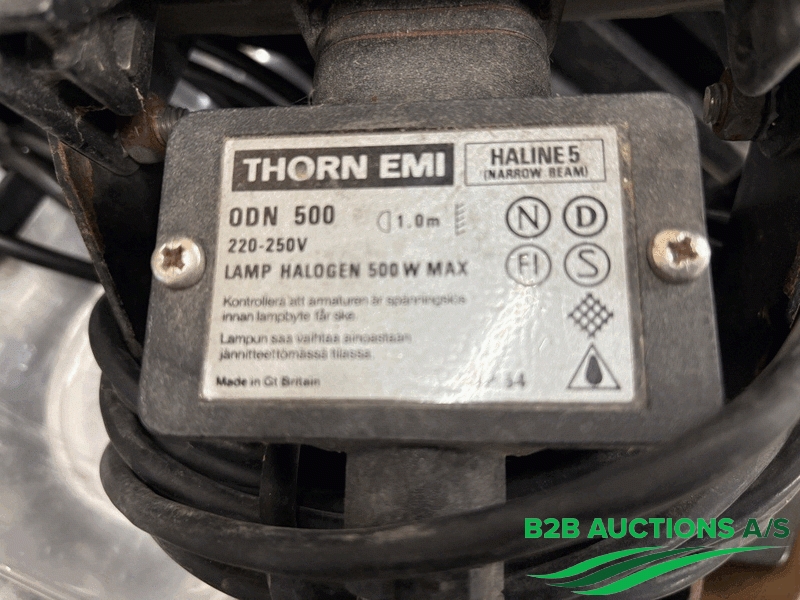 THORN EMI
HALINE 5
(NARROW BEAM)
ODN 500
1.0m
N D
220-250V
FI S
LAMP HALOGEN 500W MAX
Kontrollera att armaturen är spänningslös
innan lampbyte får ske.
Lampun saa vaihtaa ainoastaan
jännitteettömässä tilassa.
Made in Gt Britain
B2B AUCTIONS A/S